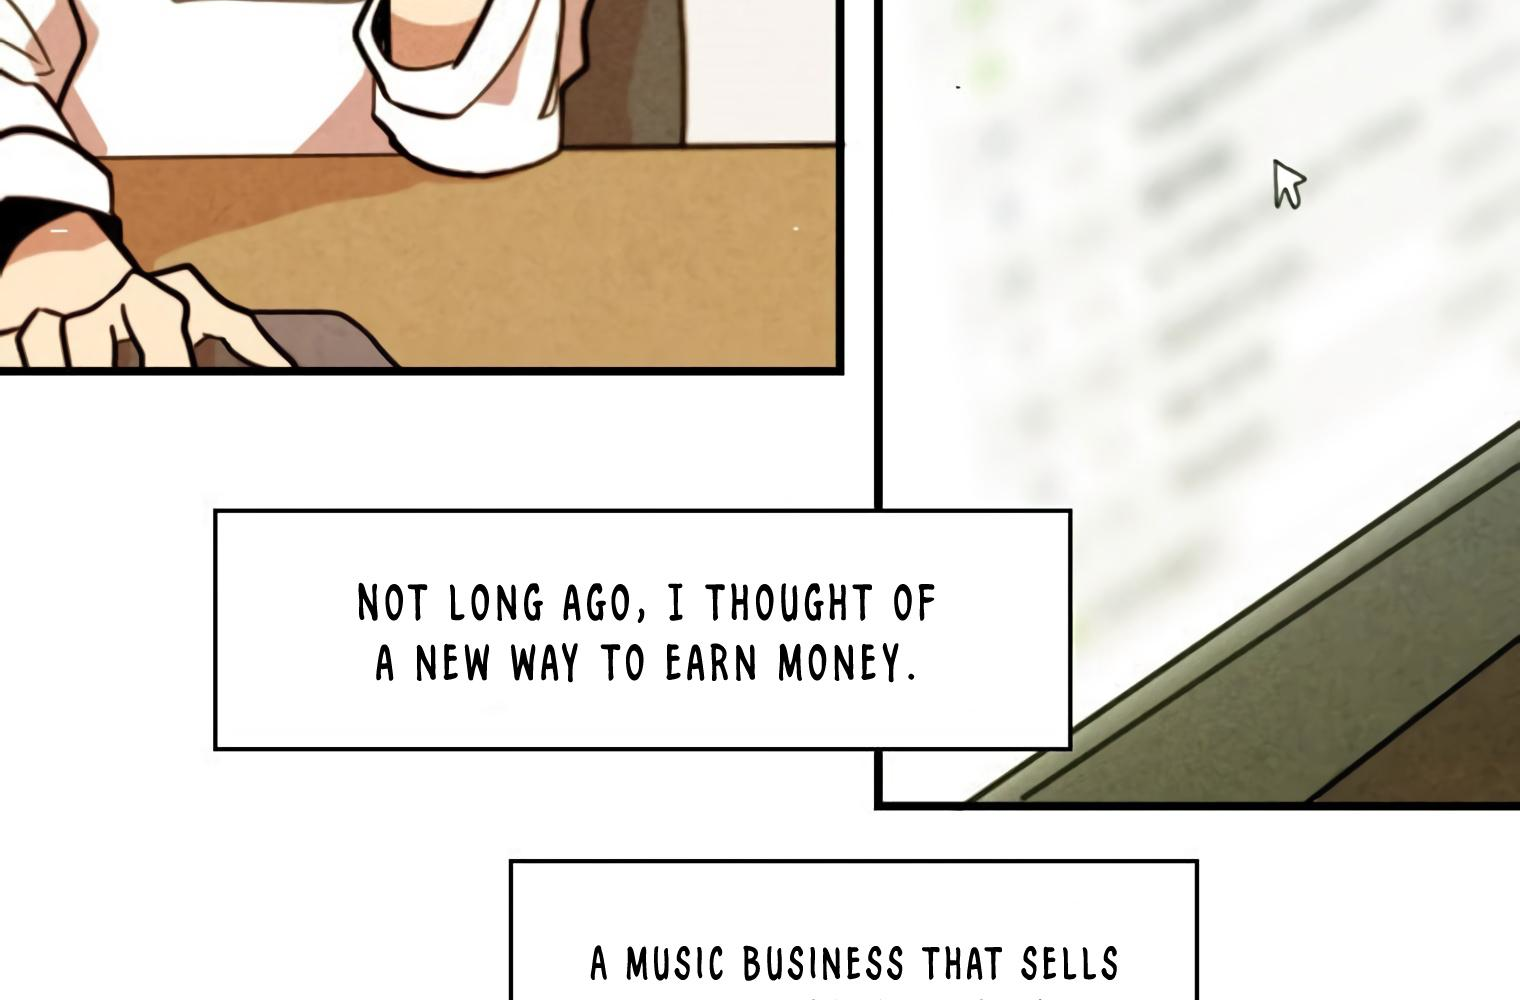 NOT LONG AGO, I THOUGHT OF
A NEW WAY TO EARN MONEY.
A MUSIC BUSINESS THAT SELLS